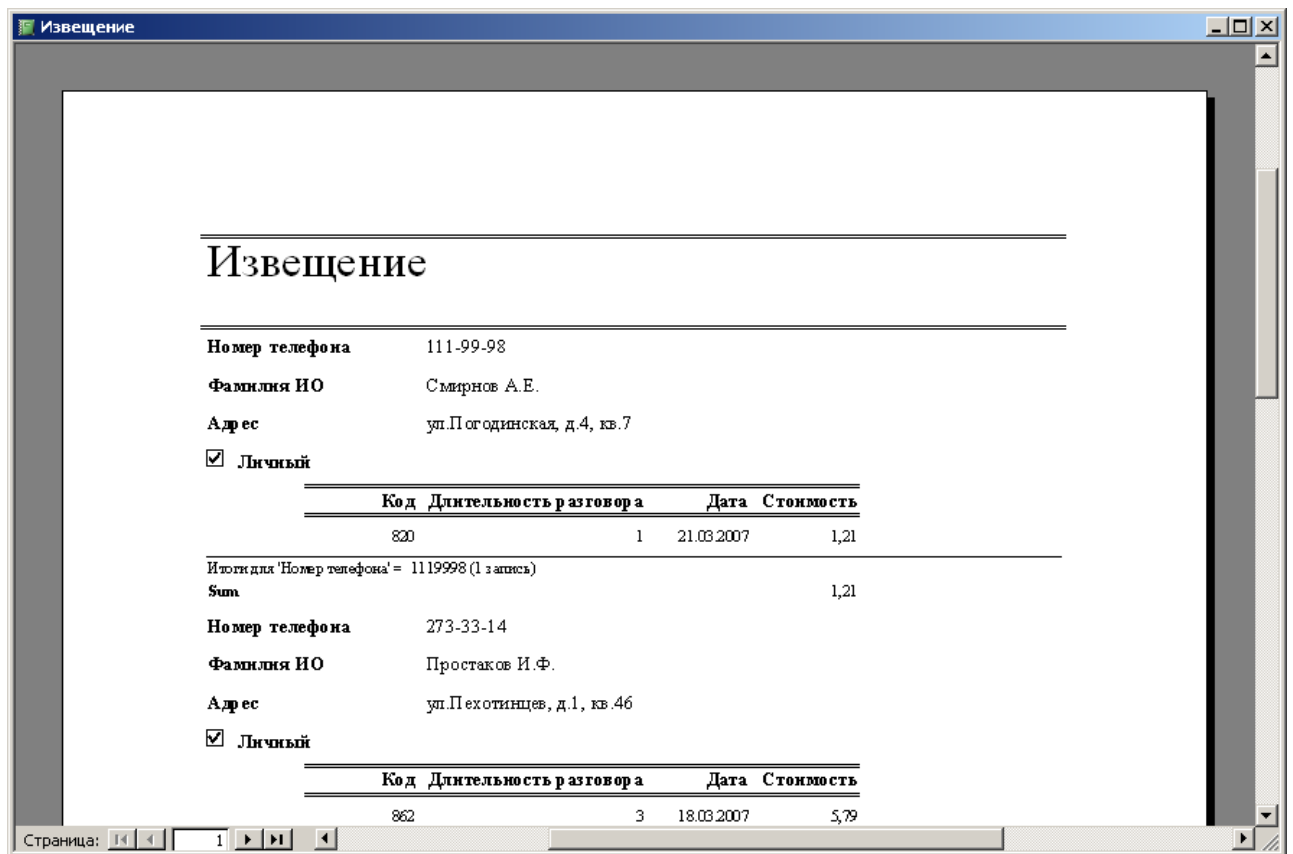 Извещение
Извещение
Номер телефона 111-99-98
Фамилия ИО Смирнов А.Е.
Адрес ул.Погодинская, д.4, кв.7
Личный
Код Длительность разговора Дата Стоимость
820 1 21.03.2007 1,21
Итоги для 'Номер телефона' = 1119998 (1 запись)
Sum 1,21
Номер телефона 273-33-14
Фамилия ИО Простаков И.Ф.
Адрес ул.Пехотинцев, д.1, кв.46
Личный
Код Длительность разговора Дата Стоимость
862 3 18.03.2007 5,79
Страница: 1